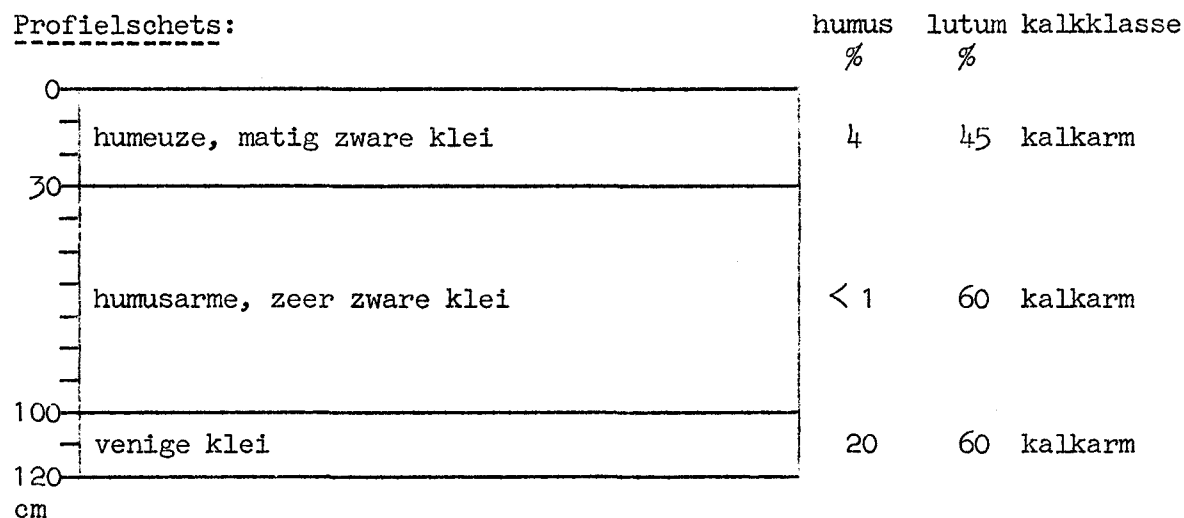 Profielschets: humus lutum kalkklasse
% %
0
humeuze, matig zware klei 4 45 kalkarm
30
humusarme, zeer zware klei < 1 60 kalkarm
100
venige klei 20 60 kalkarm
120
cm